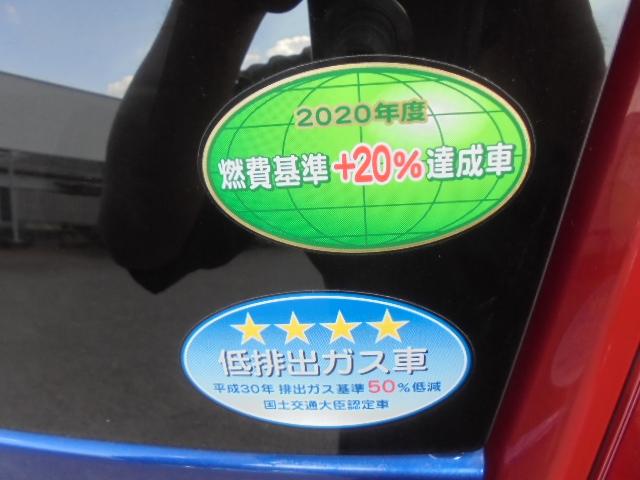 2020年度
燃費基準+20%達成車
低排出ガス車
平成30年 排出ガス基準50%低減
国土交通大臣認定車